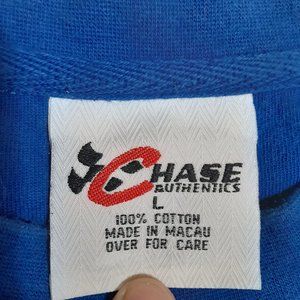 CHASE
AUTHENTICS
L
100% COTTON
MADE IN MACAU
OVER FOR CARE